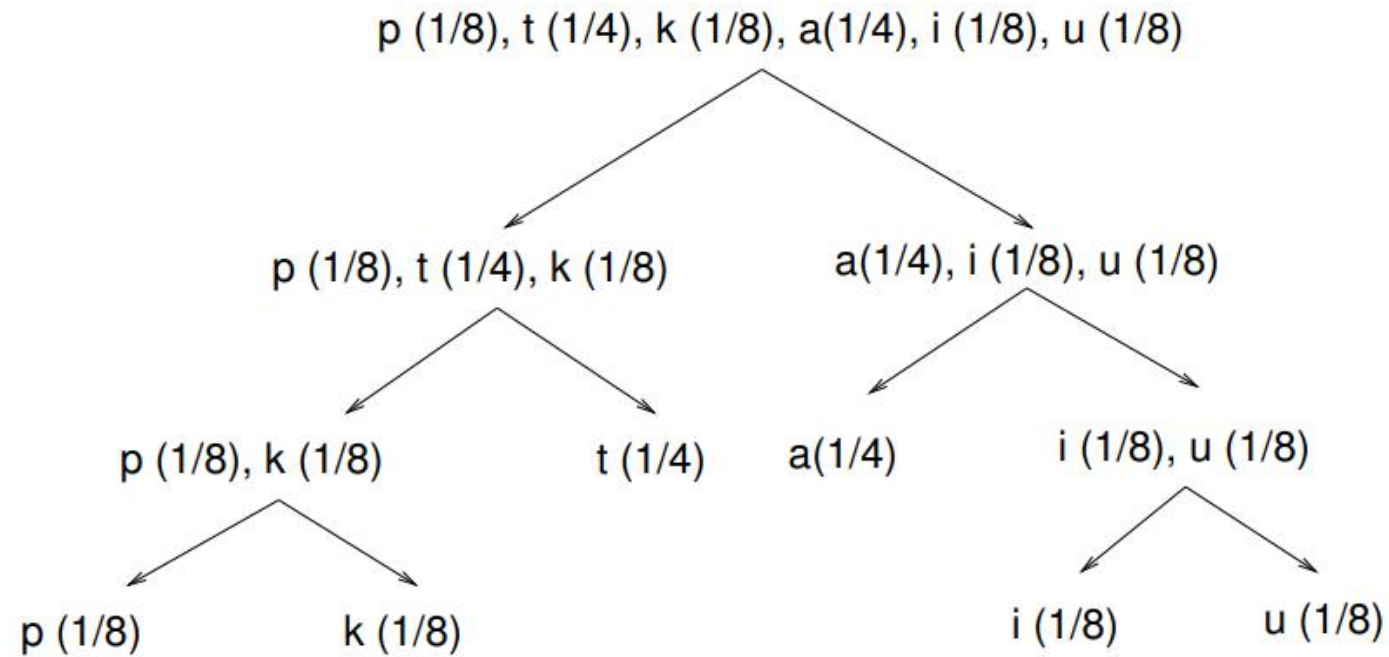 p (1/8), t (1/4), k (1/8), a(1/4), i (1/8), u (1/8)
p (1/8), t (1/4), k (1/8)
a(1/4), i (1/8), u (1/8)
p (1/8), k (1/8)
t (1/4)
a(1/4)
i (1/8), u (1/8)
p (1/8)
k (1/8)
i (1/8)
u (1/8)